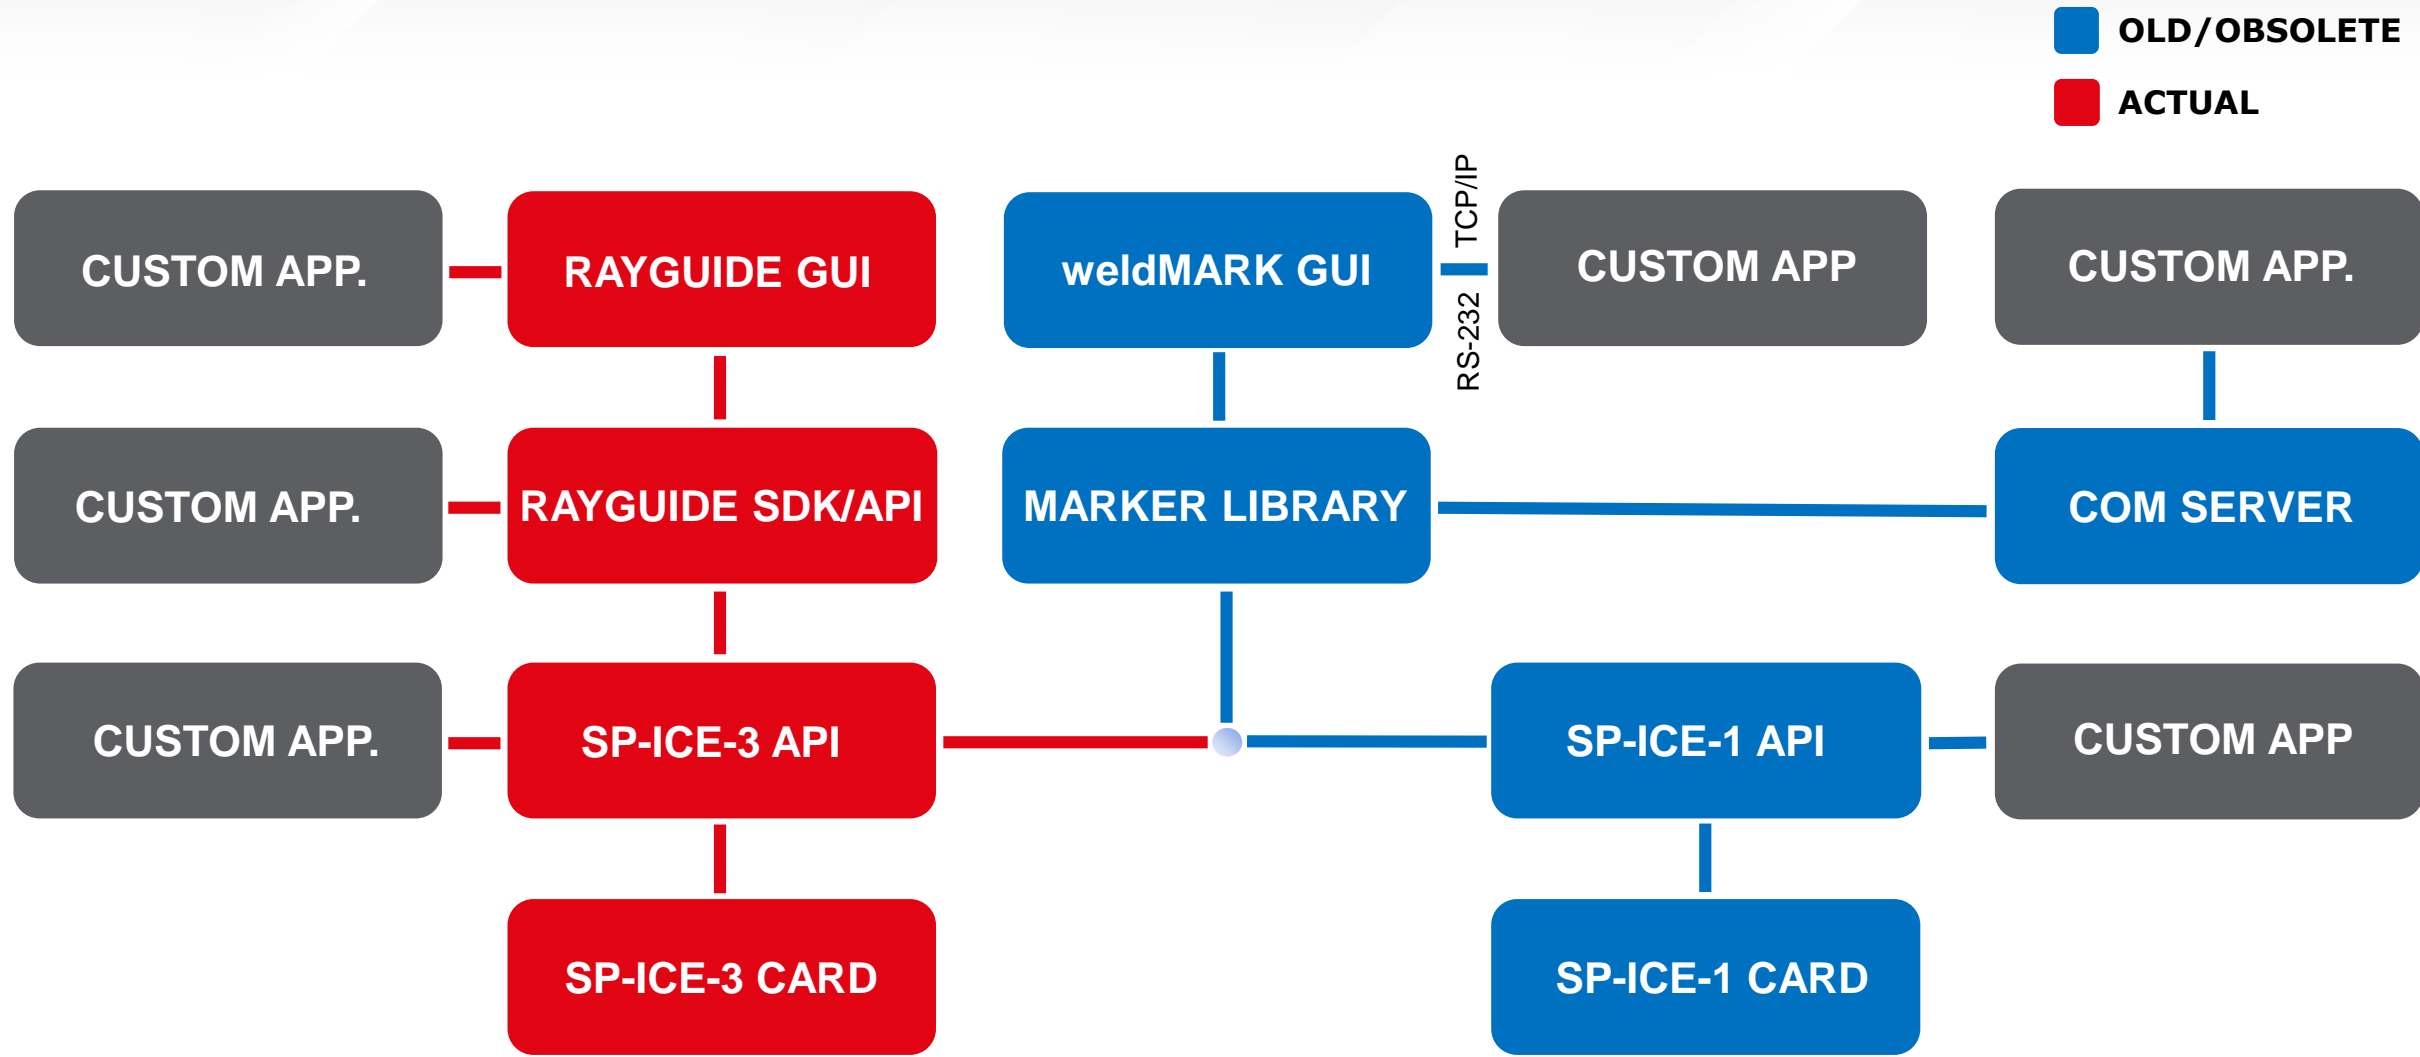 OLD/OBSOLETE
ACTUAL
CUSTOM APP.
RAYGUIDE GUI
weldMARK GUI
TCP/IP
RS-232
CUSTOM APP
CUSTOM APP.
CUSTOM APP.
RAYGUIDE SDK/API
MARKER LIBRARY
COM SERVER
CUSTOM APP.
SP-ICE-3 API
SP-ICE-1 API
CUSTOM APP
SP-ICE-3 CARD
SP-ICE-1 CARD